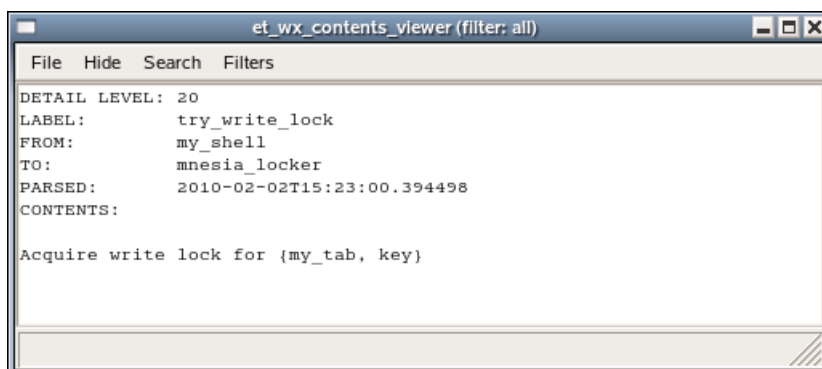 et_wx_contents_viewer (filter: all)
File Hide Search Filters
DETAIL LEVEL: 20
LABEL: try_write_lock
FROM: my_shell
TO: mnesia_locker
PARSED: 2010-02-02T15:23:00.394498
CONTENTS:
Acquire write lock for {my_tab, key}